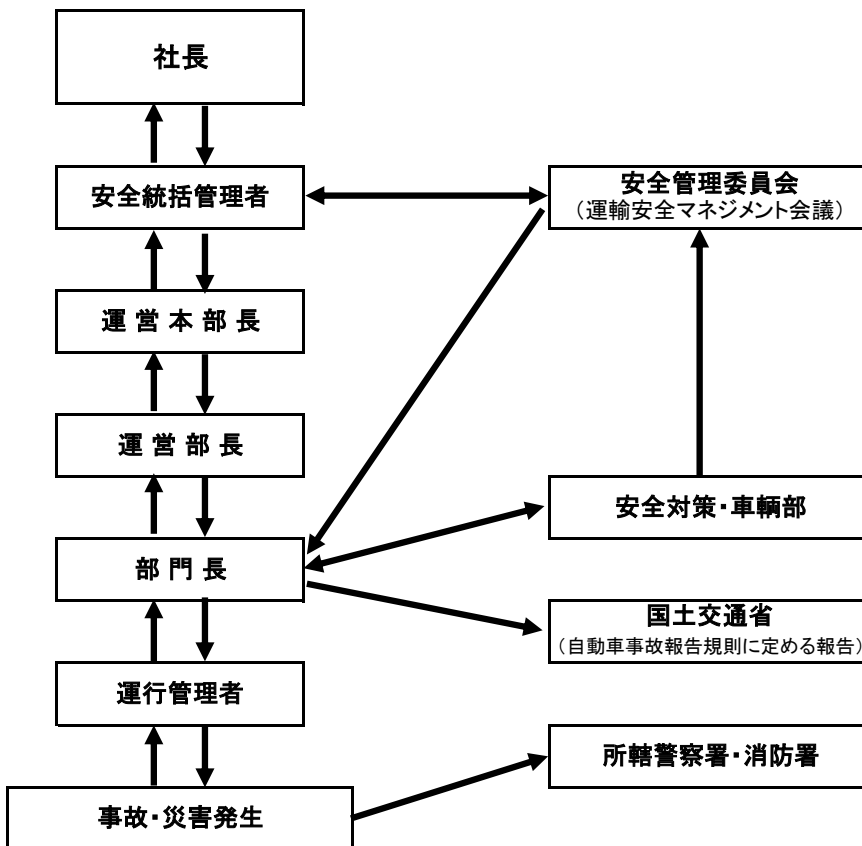 社長
安全統括管理者
安全管理委員会
（運輸安全マネジメント会議）
運営本部長
運営部長
安全対策・車輌部
部門長
国土交通省
（自動車事故報告規則に定める報告）
運行管理者
所轄警察署・消防署
事故・災害発生